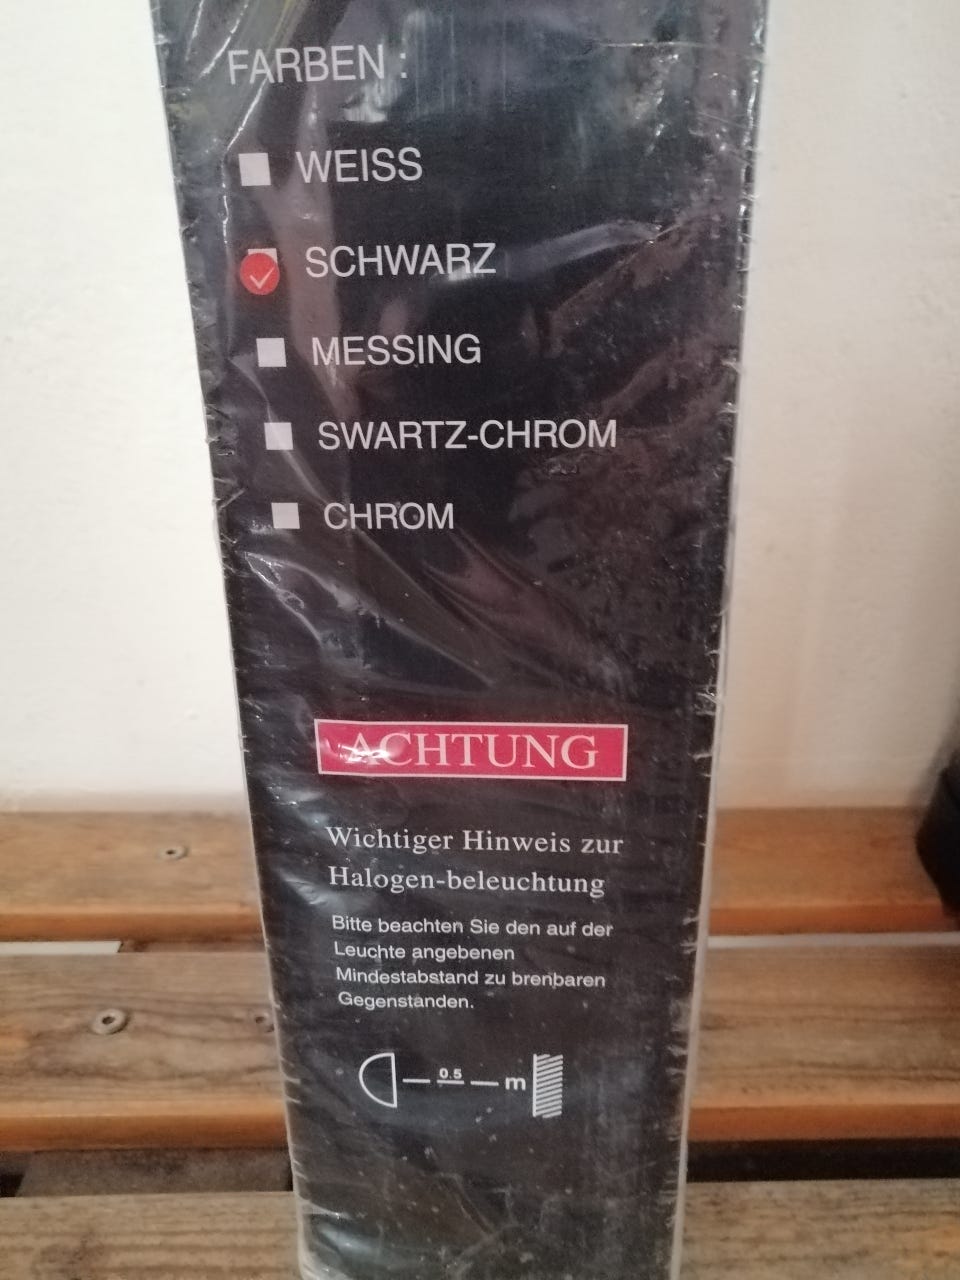 FARBEN :
WEISS
SCHWARZ
MESSING
SWARTZ-CHROM
CHROM
ACHTUNG
Wichtiger Hinweis zur
Halogen-beleuchtung
Bitte beachten Sie den auf der
Leuchte angebenen
Mindestabstand zu brenbaren
Gegenständen.
0.5 m